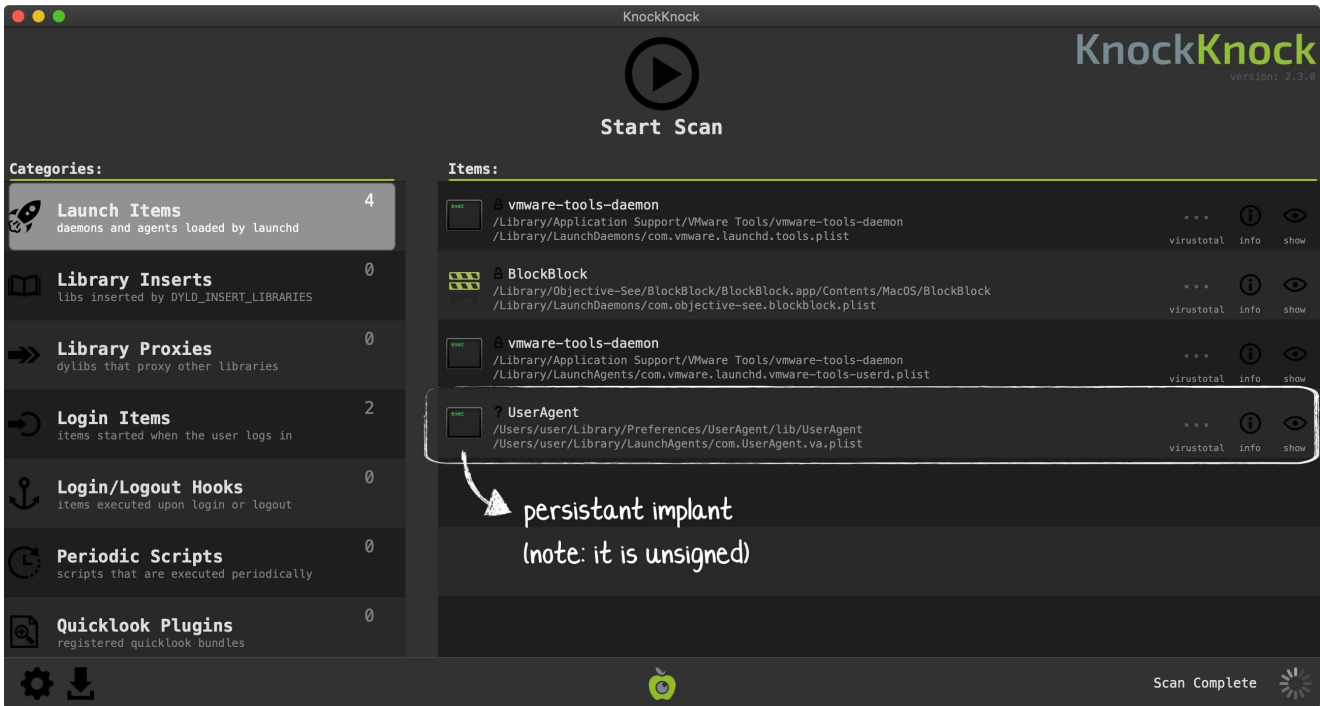 KnockKnock
KnockKnock
version: 2.3.0
Start Scan
Categories:
Launch Items
4
daemons and agents loaded by launchd
Library Inserts
0
libs inserted by DYLD_INSERT_LIBRARIES
Library Proxies
0
dylibs that proxy other libraries
Login Items
2
items started when the user logs in
Login/Logout Hooks
0
items executed upon login or logout
Periodic Scripts
0
scripts that are executed periodically
Quicklook Plugins
0
registered quicklook bundles
Items:
exec
vmware-tools-daemon
/Library/Application Support/VMware Tools/vmware-tools-daemon
/Library/LaunchDaemons/com.vmware.launchd.tools.plist
virustotal info show
BlockBlock
/Library/Objective-See/BlockBlock/BlockBlock.app/Contents/MacOS/BlockBlock
/Library/LaunchDaemons/com.objective-see.blockblock.plist
virustotal info show
exec
vmware-tools-daemon
/Library/Application Support/VMware Tools/vmware-tools-daemon
/Library/LaunchAgents/com.vmware.launchd.vmware-tools-userd.plist
virustotal info show
exec
? UserAgent
/Users/user/Library/Preferences/UserAgent/lib/UserAgent
/Users/user/Library/LaunchAgents/com.UserAgent.va.plist
virustotal info show
persistant implant
(note: it is unsigned)
Scan Complete